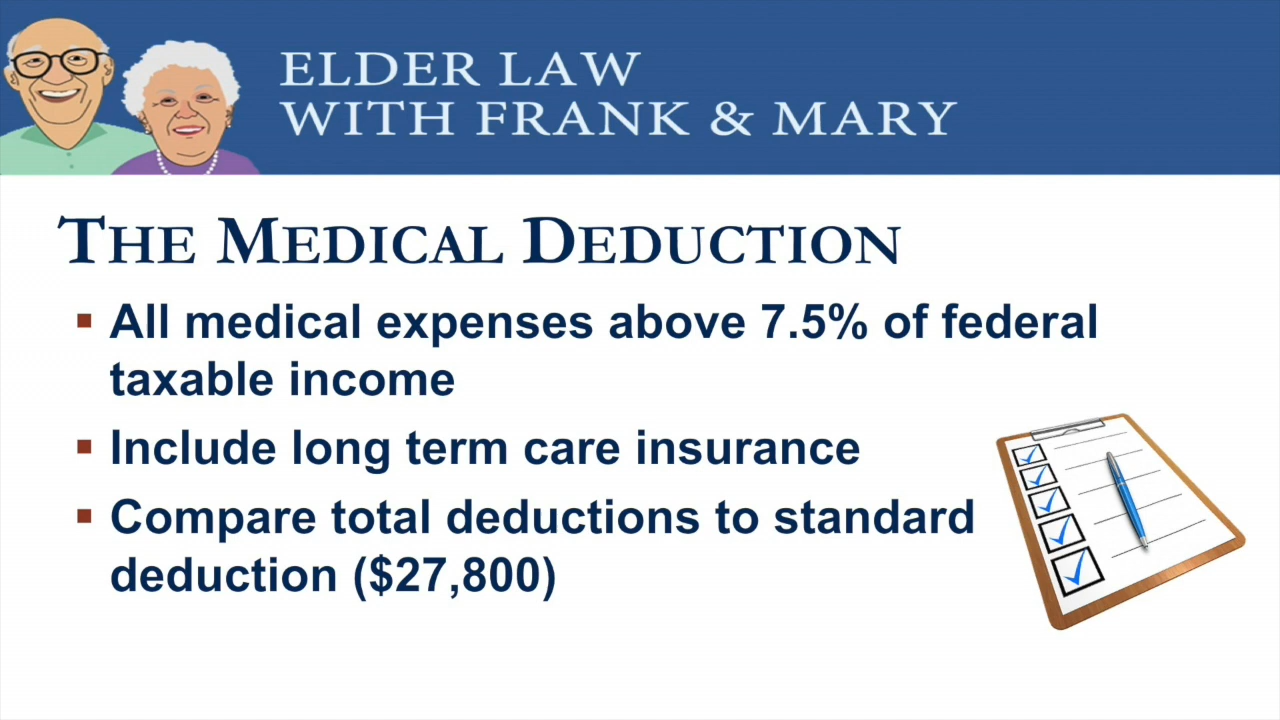 ELDER LAW
WITH FRANK & MARY
THE MEDICAL DEDUCTION
▪ All medical expenses above 7.5% of federal
taxable income
▪ Include long term care insurance
▪ Compare total deductions to standard
deduction ($27,800)